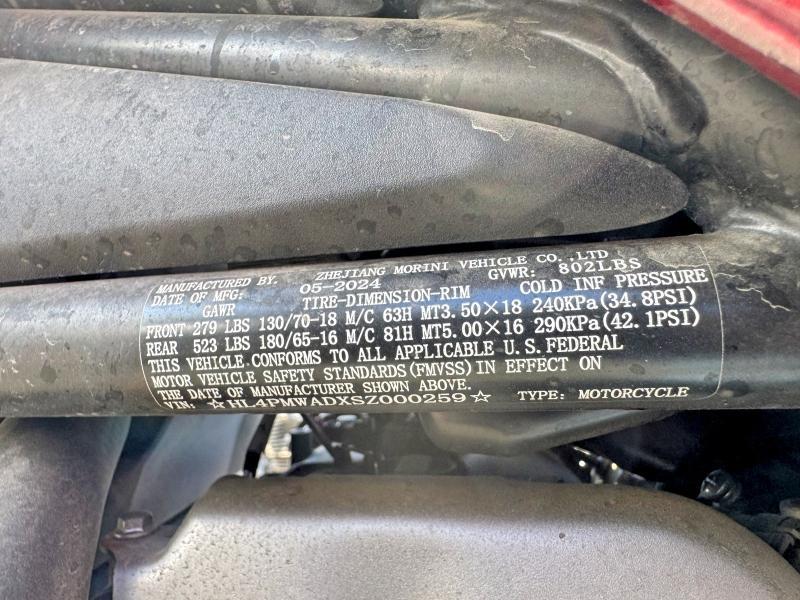 MANUFACTURED BY. ZHEJIANG MORINI VEHICLE CO. ,LTD
DATE OF MFG: 05-2024 GVWR: 802LBS
GAWR TIRE-DIMENSION-RIM COLD INF PRESSURE
FRONT 279 LBS 130/70-18 M/C 63H MT3.50×18 240KPa(34.8PSI)
REAR 523 LBS 180/65-16 M/C 81H MT5.00×16 290KPa(42.1PSI)
THIS VEHICLE CONFORMS TO ALL APPLICABLE U.S.FEDERAL
MOTOR VEHICLE SAFETY STANDARDS(FMVSS)IN EFFECT ON
THE DATE OF MANUFACTURER SHOWN ABOVE.
VIN: ☆HL4PMWADXSZ000259☆ TYPE: MOTORCYCLE